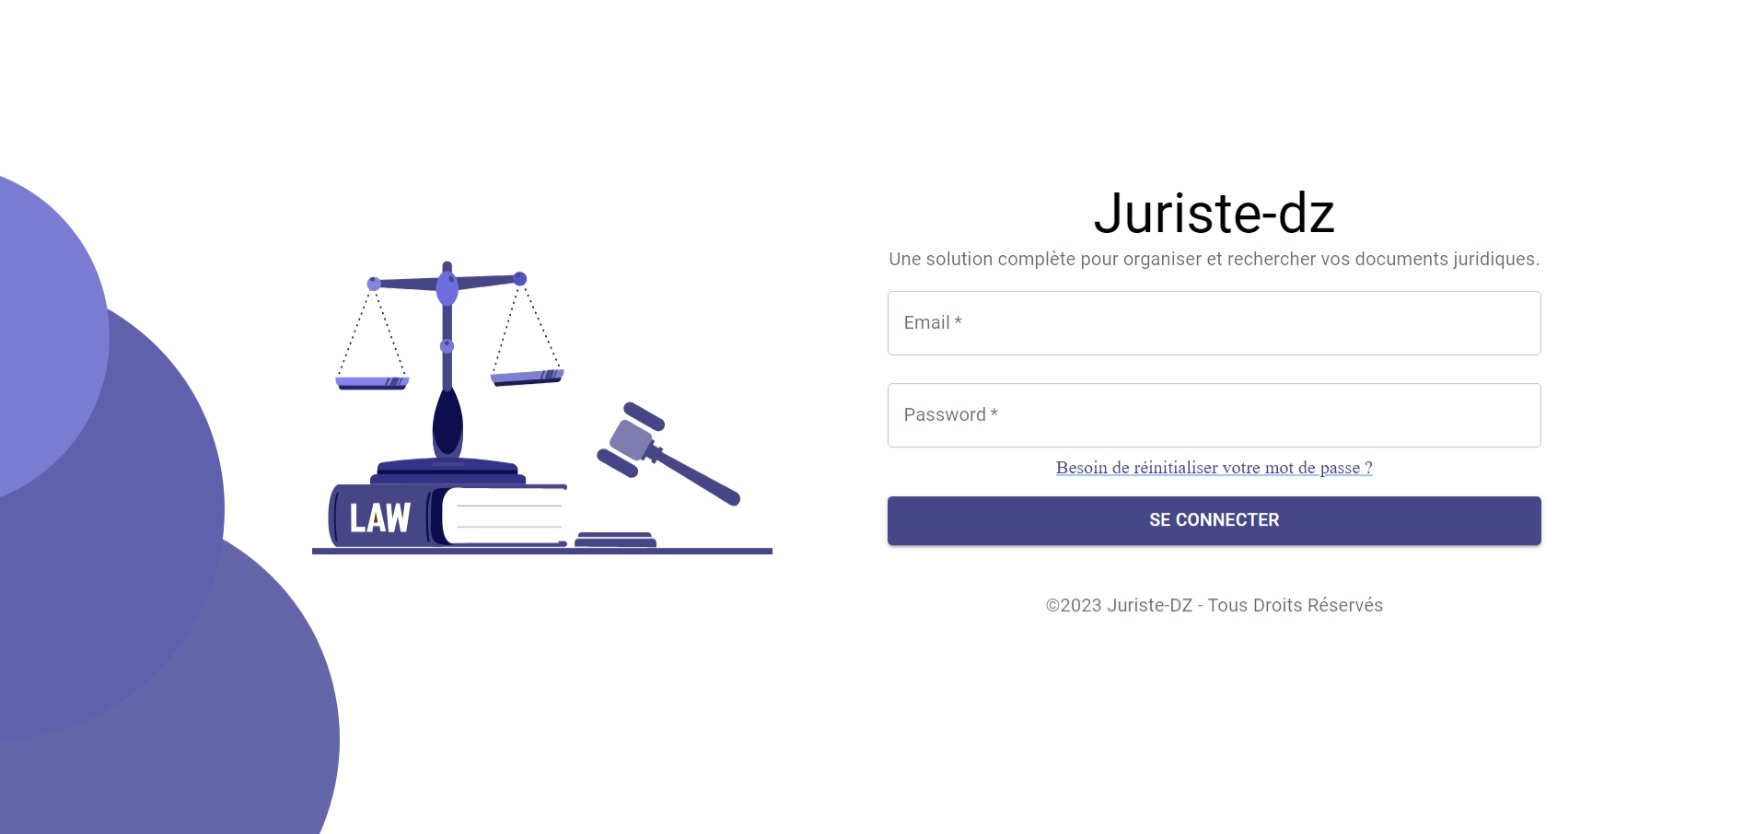 Juriste-dz
Une solution complète pour organiser et rechercher vos documents juridiques.
Email *
Password *
Besoin de réinitialiser votre mot de passe ?
SE CONNECTER
©2023 Juriste-DZ - Tous Droits Réservés
LAW